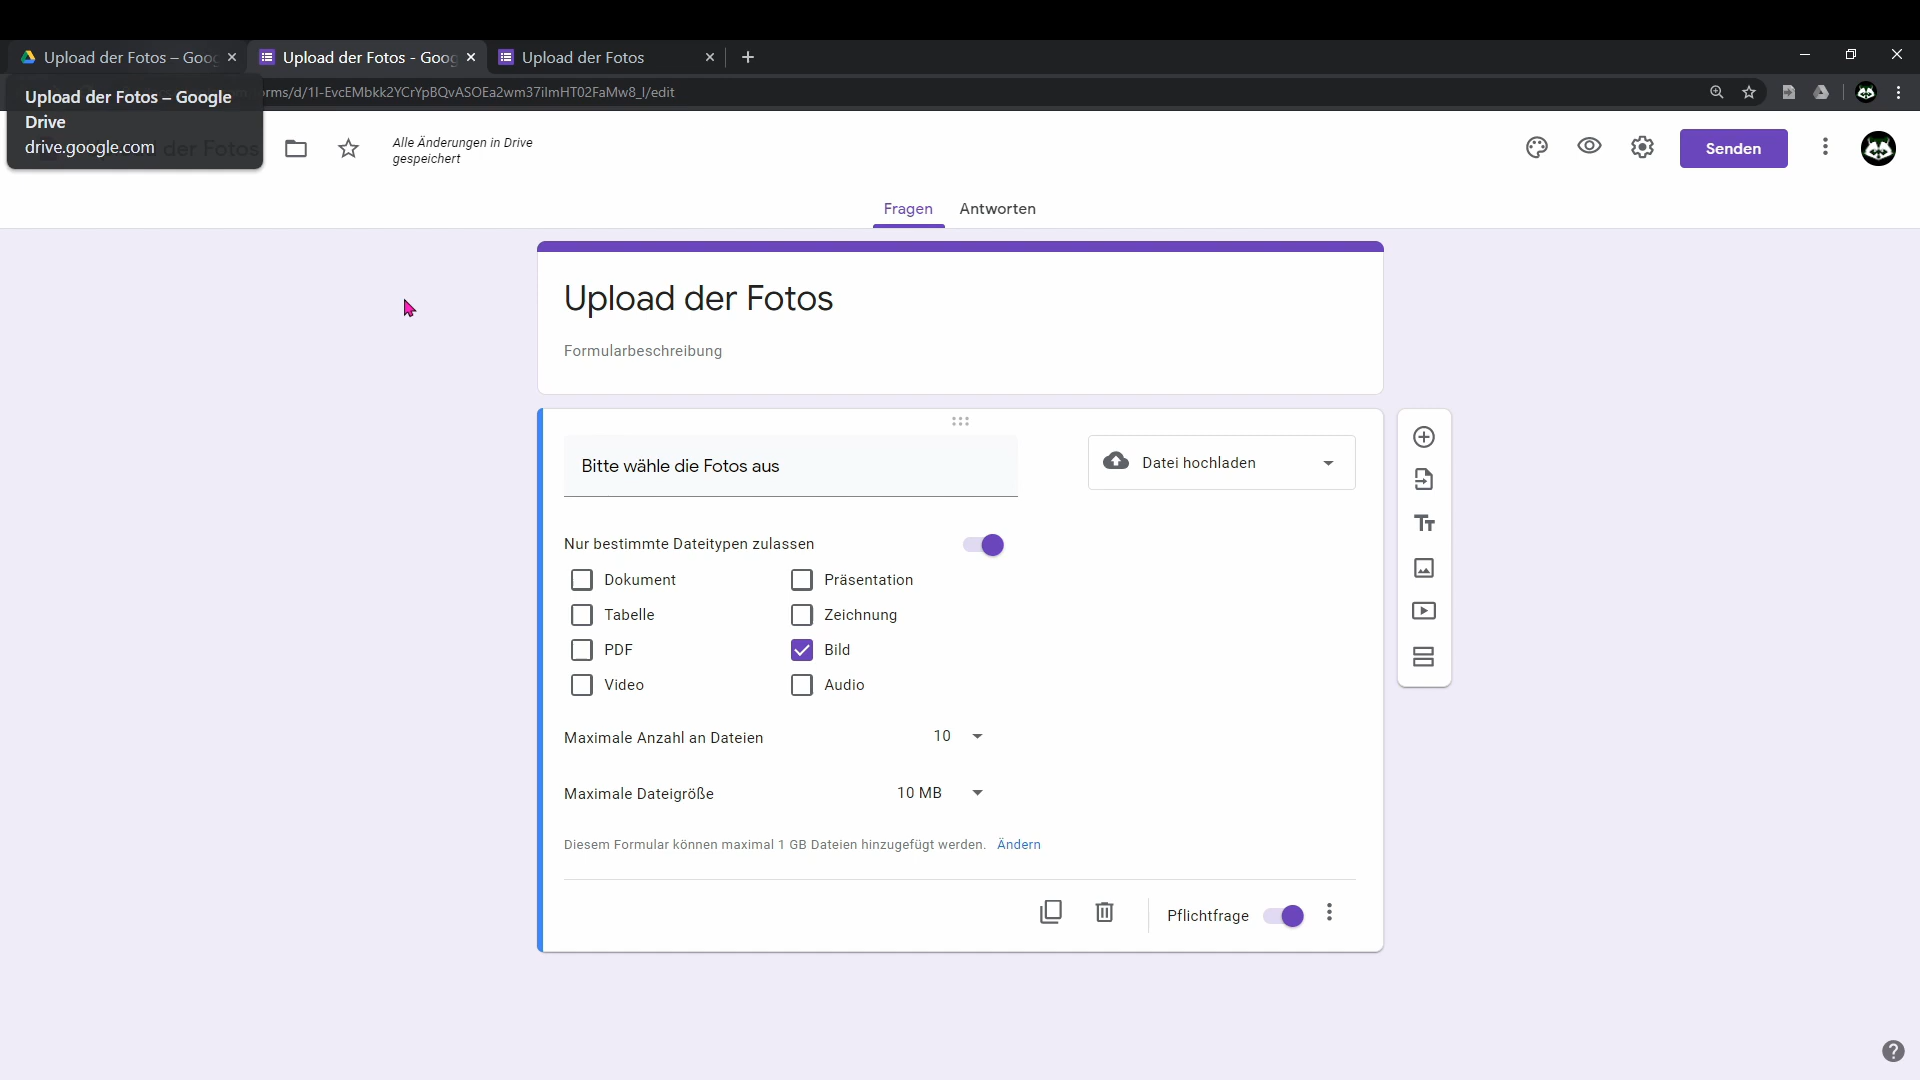 Upload der Fotos – Goog
Upload der Fotos - Goog
Upload der Fotos
orms/d/1I-EvcEMbkk2YCrYpBQvASOEa2wm37ilmHT02FaMw8_I/edit
Upload der Fotos – Google
Drive
drive.google.com
der Fotos
Alle Änderungen in Drive
gespeichert
Senden
Fragen
Antworten
Upload der Fotos
Formularbeschreibung
Bitte wähle die Fotos aus
Datei hochladen
Nur bestimmte Dateitypen zulassen
Dokument
Präsentation
Tabelle
Zeichnung
PDF
Bild
Video
Audio
Maximale Anzahl an Dateien
10
Maximale Dateigröße
10 MB
Diesem Formular können maximal 1 GB Dateien hinzugefügt werden. Ändern
Pflichtfrage